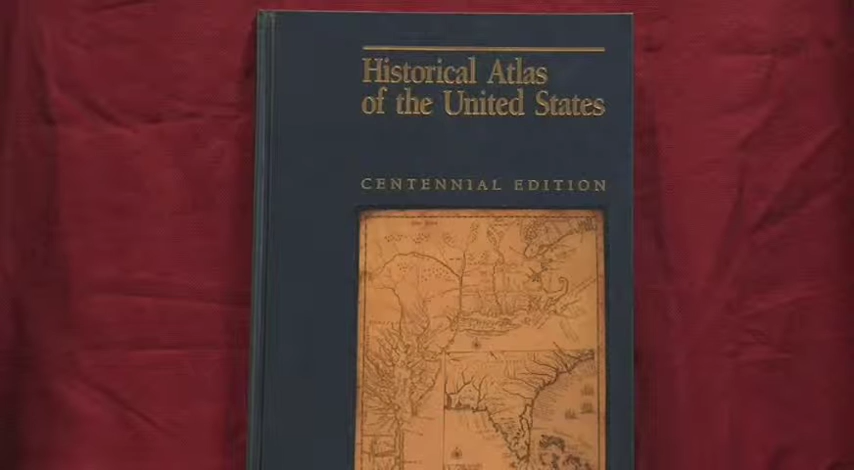 Historical Atlas
of the United States
CENTENNIAL EDITION